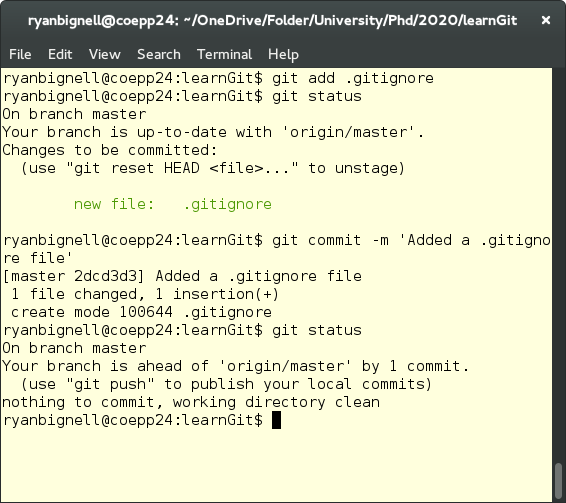 ryanbignell@coepp24: ~/OneDrive/Folder/University/Phd/2020/learnGit ×
File Edit View Search Terminal Help
ryanbignell@coepp24:learnGit$ git add .gitignore
ryanbignell@coepp24:learnGit$ git status
On branch master
Your branch is up-to-date with 'origin/master'.
Changes to be committed:
  (use "git reset HEAD <file>..." to unstage)
        new file:   .gitignore
ryanbignell@coepp24:learnGit$ git commit -m 'Added a .gitigno
re file'
[master 2dcd3d3] Added a .gitignore file
 1 file changed, 1 insertion(+)
 create mode 100644 .gitignore
ryanbignell@coepp24:learnGit$ git status
On branch master
Your branch is ahead of 'origin/master' by 1 commit.
  (use "git push" to publish your local commits)
nothing to commit, working directory clean
ryanbignell@coepp24:learnGit$